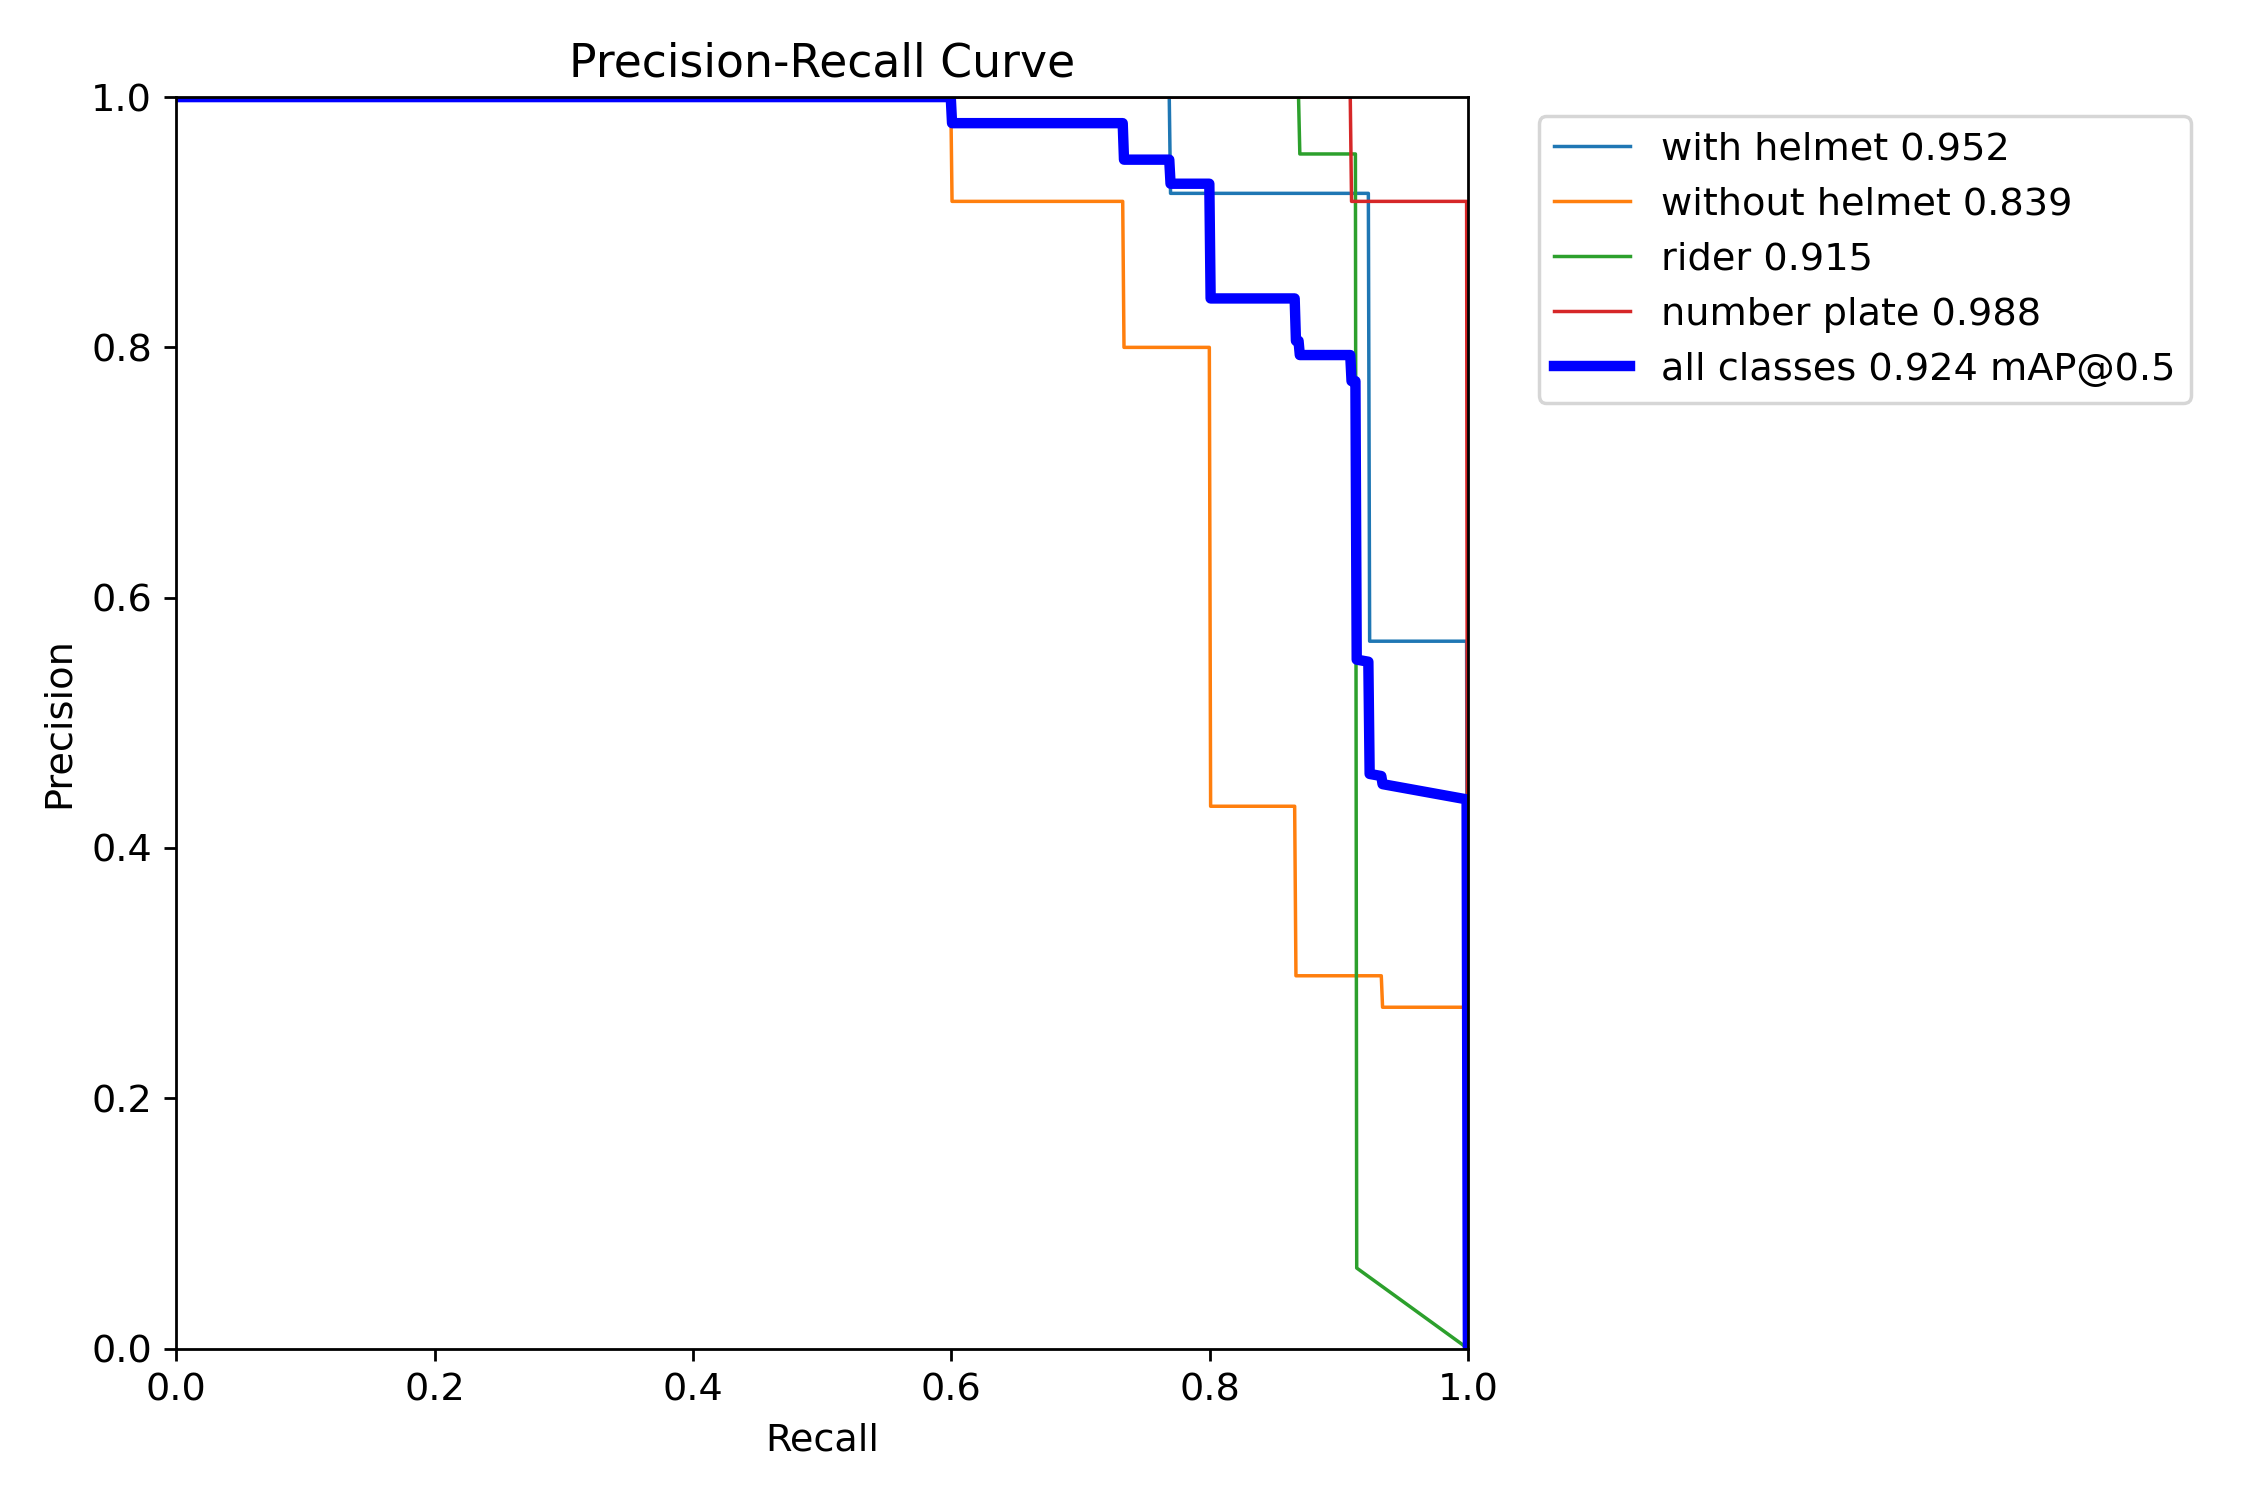 Precision-Recall Curve
1.0
0.8
0.6
0.4
0.2
0.0
Precision
0.0 0.2 0.4 0.6 0.8 1.0
Recall
with helmet 0.952
without helmet 0.839
rider 0.915
number plate 0.988
all classes 0.924 mAP@0.5